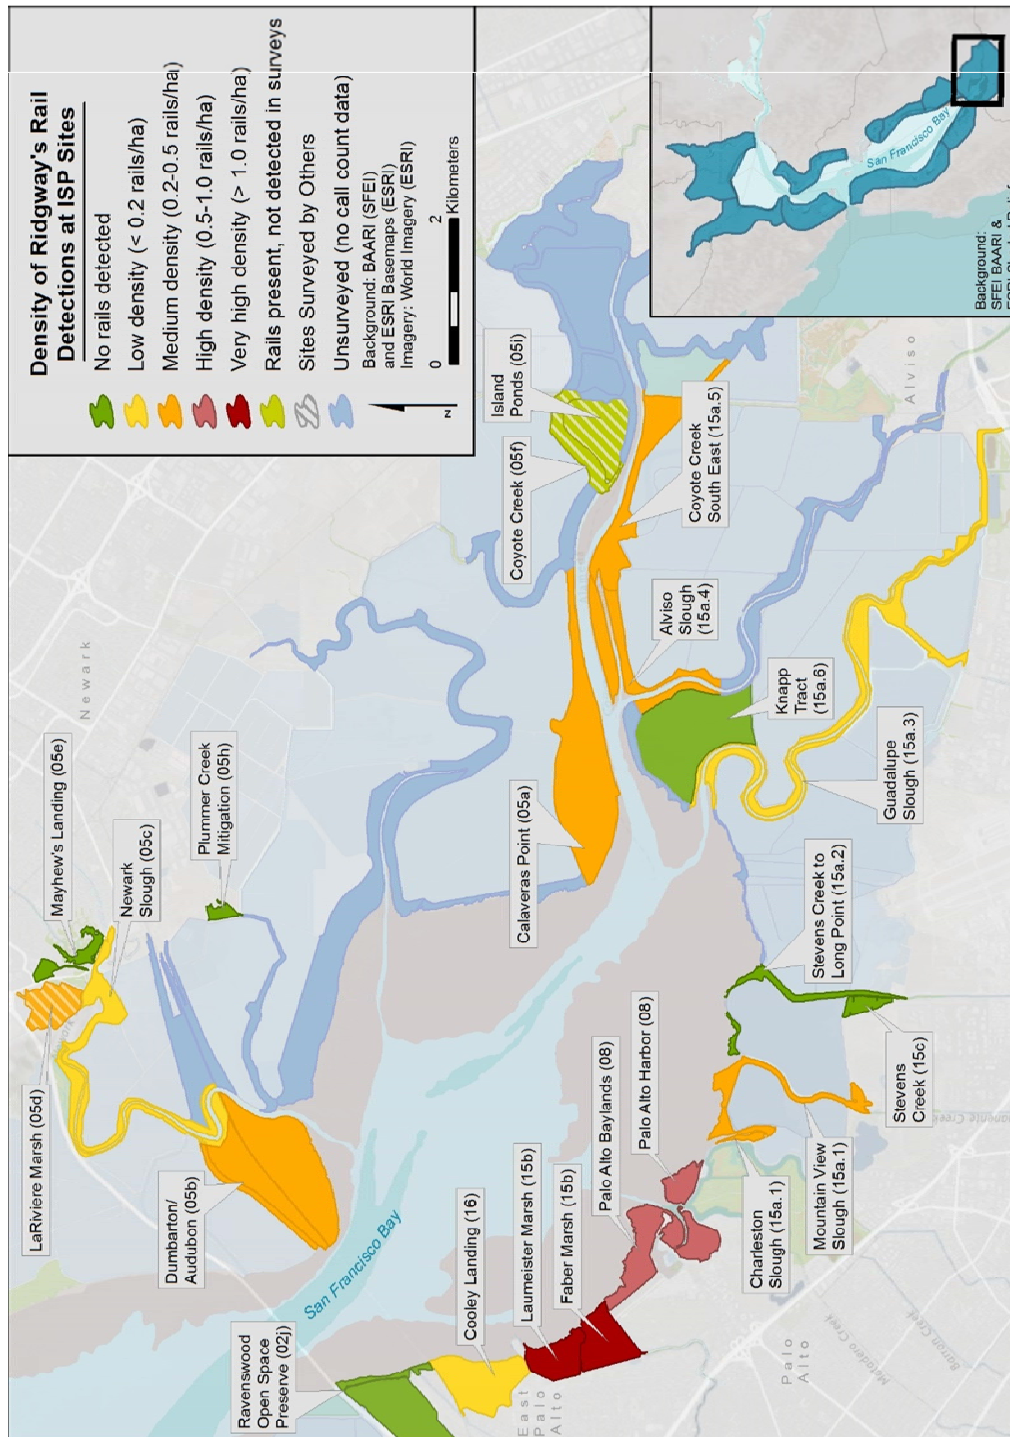 Density of Ridgway's Rail
Detections at ISP Sites
No rails detected
Low density (< 0.2 rails/ha)
Medium density (0.2-0.5 rails/ha)
High density (0.5-1.0 rails/ha)
Very high density (> 1.0 rails/ha)
Rails present, not detected in surveys
Sites Surveyed by Others
Unsurveyed (no call count data)
Background: BAARI (SFEI)
and ESRI Basemaps (ESRI)
Imagery: World Imagery (ESRI)
N
0
2
Kilometers
San Francisco Bay
Background:
SFEI BAARI &
Newark
Mayhew's Landing (05e)
Newark
Slough (05c)
Plummer Creek
Mitigation (05h)
LaRiviere Marsh (05d)
Dumbarton/
Audubon (05b)
Calaveras Point (05a)
Coyote Creek (05f)
Island
Ponds (05i)
Coyote Creek
South East (15a.5)
Alviso
Slough
(15a.4)
Alviso
Knapp
Tract
(15a.6)
Guadalupe
Slough (15a.3)
Stevens Creek to
Long Point (15a.2)
Stevens
Creek (15c)
Mountain View
Slough (15a.1)
Charleston
Slough (15a.1)
Palo Alto Harbor (08)
Palo Alto Baylands (08)
Faber Marsh (15b)
Laumeister Marsh (15b)
Cooley Landing (16)
Ravenswood
Open Space
Preserve (02j)
San Francisco Bay
East
Palo
Alto
Palo
Alto
Matadero Creek
Barron Creek